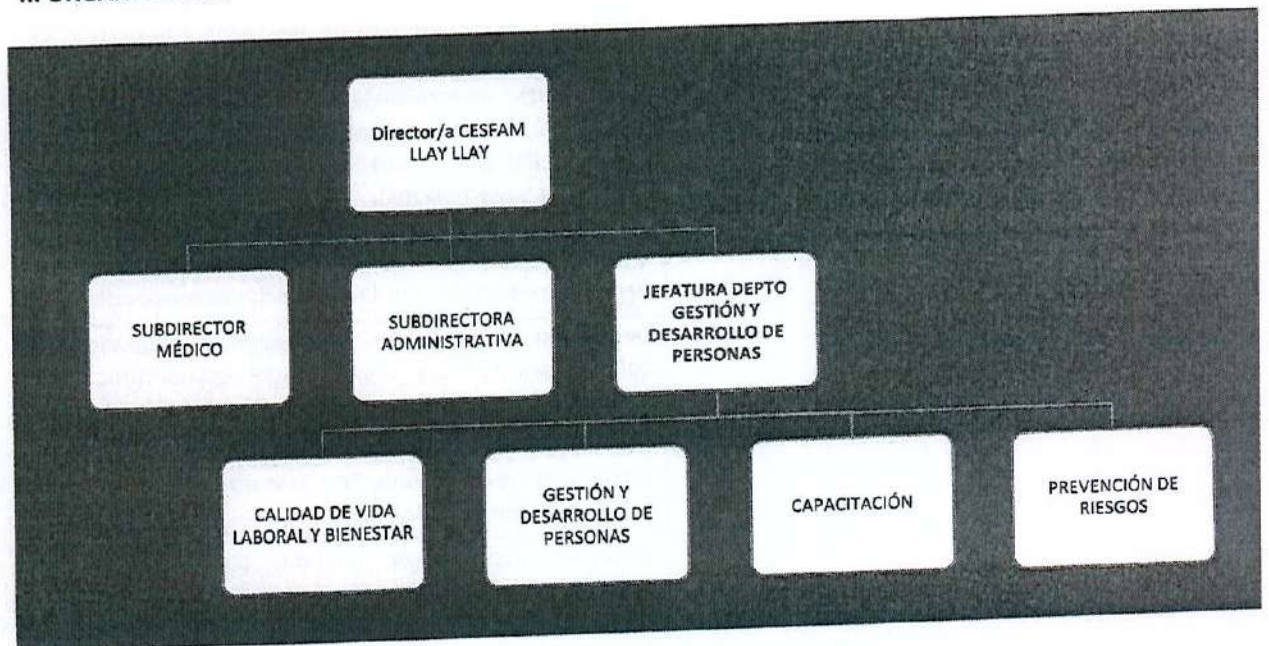 Director/a CESFAM
LLAY LLAY
SUBDIRECTOR
MÉDICO
SUBDIRECTORA
ADMINISTRATIVA
JEFATURA DEPTO
GESTIÓN Y
DESARROLLO DE
PERSONAS
CALIDAD DE VIDA
LABORAL Y BIENESTAR
GESTIÓN Y
DESARROLLO DE
PERSONAS
CAPACITACIÓN
PREVENCIÓN DE
RIESGOS